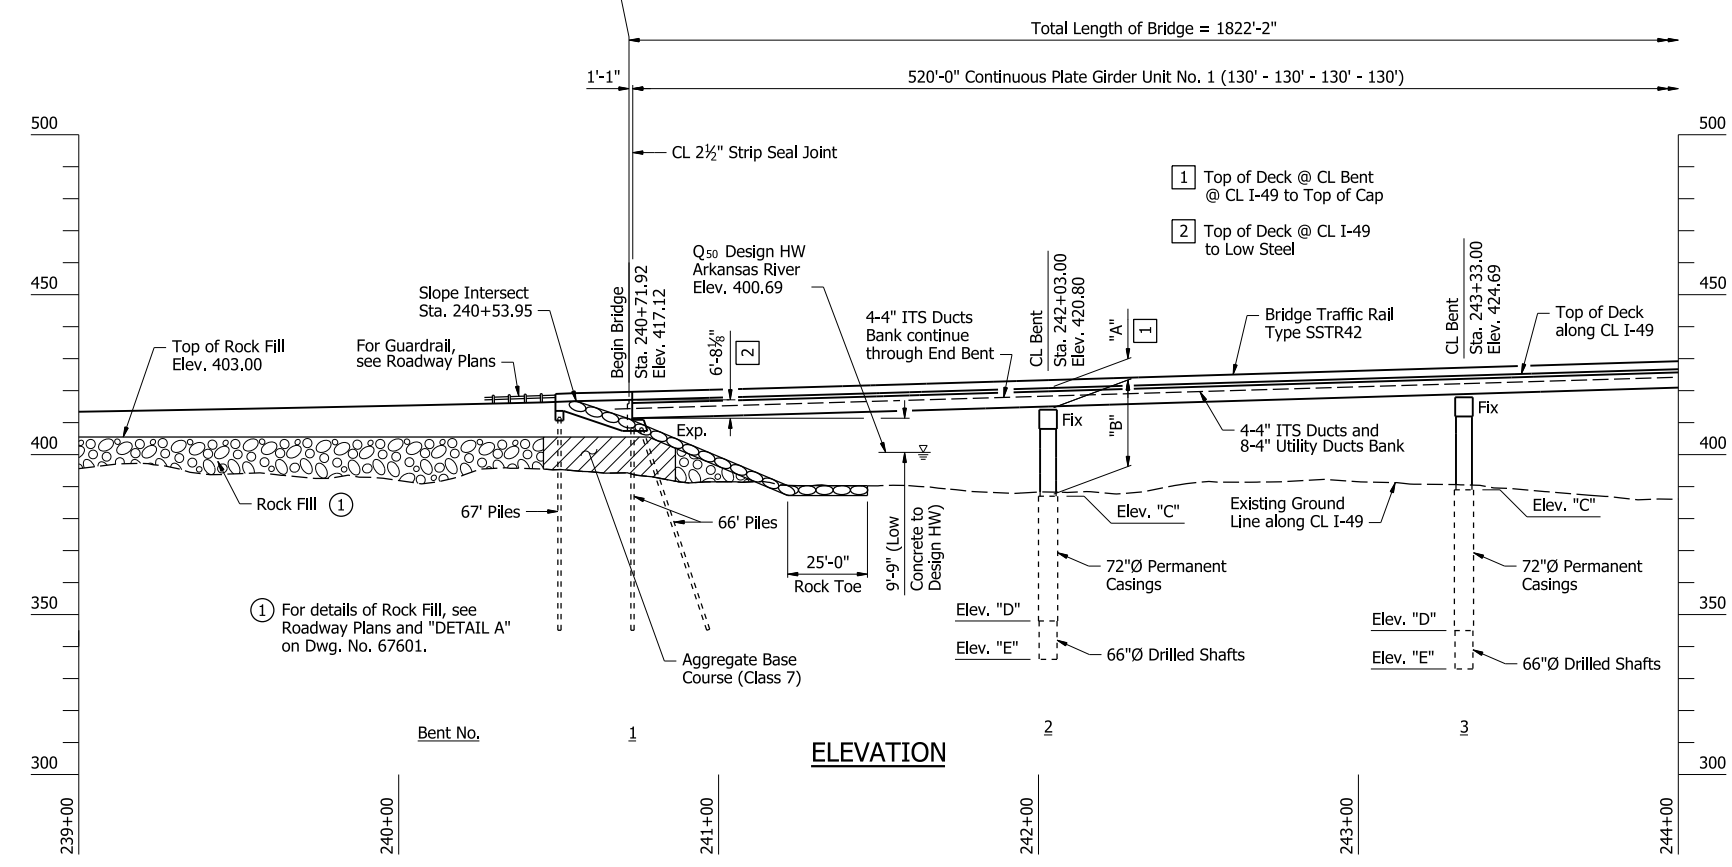 Total Length of Bridge = 1822'-2"
1'-1"
520'-0" Continuous Plate Girder Unit No. 1 (130' - 130' - 130' - 130')
500
500
CL 2½" Strip Seal Joint
1 Top of Deck @ CL Bent
@ CL I-49 to Top of Cap
2 Top of Deck @ CL I-49
to Low Steel
Q50 Design HW
Arkansas River
Elev. 400.69
450
450
Slope Intersect
Sta. 240+53.95
Begin Bridge
Sta. 240+71.92
Elev. 417.12
6'-8⅛"
2
4-4" ITS Ducts
Bank continue
through End Bent
CL Bent
Sta. 242+03.00
Elev. 420.80
"A"
1
Bridge Traffic Rail
Type SSTR42
CL Bent
Sta. 243+33.00
Elev. 424.69
Top of Deck
along CL I-49
Top of Rock Fill
Elev. 403.00
For Guardrail,
see Roadway Plans
Exp.
Fix
"B"
Fix
4-4" ITS Ducts and
8-4" Utility Ducts Bank
400
400
Rock Fill 1
67' Piles
66' Piles
9'-9" (Low
Concrete to
Design HW)
Elev. "C"
Existing Ground
Line along CL I-49
Elev. "C"
25'-0"
Rock Toe
72"Ø Permanent
Casings
72"Ø Permanent
Casings
350
350
1 For details of Rock Fill, see
Roadway Plans and "DETAIL A"
on Dwg. No. 67601.
Elev. "D"
Elev. "D"
Elev. "E"
66"Ø Drilled Shafts
Elev. "E"
66"Ø Drilled Shafts
Aggregate Base
Course (Class 7)
Bent No.
1
2
3
ELEVATION
300
300
239+00
240+00
241+00
242+00
243+00
244+00